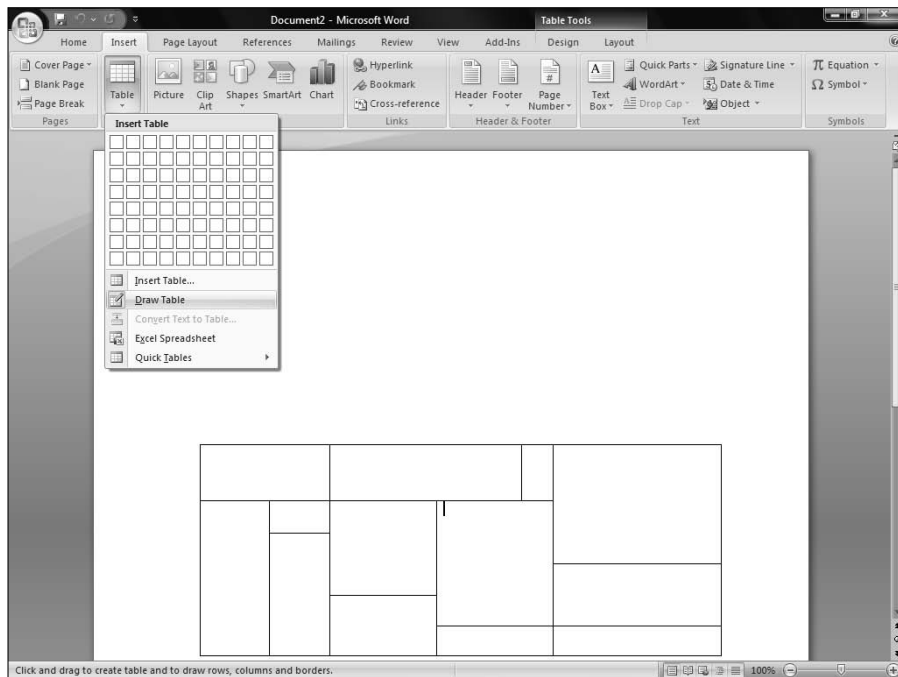 Document2 - Microsoft Word
Table Tools
Home Insert Page Layout References Mailings Review View Add-Ins Design Layout
Cover Page
Blank Page
Page Break
Pages
Table
Picture
Clip Art
Shapes
SmartArt
Chart
Hyperlink
Bookmark
Cross-reference
Links
Header
Footer
Page Number
Header & Footer
Text Box
Quick Parts
WordArt
Drop Cap
Signature Line
Date & Time
Object
Text
π Equation
Ω Symbol
Symbols
Insert Table
Insert Table...
Draw Table
Convert Text to Table...
Excel Spreadsheet
Quick Tables
Click and drag to create table and to draw rows, columns and borders.
100%